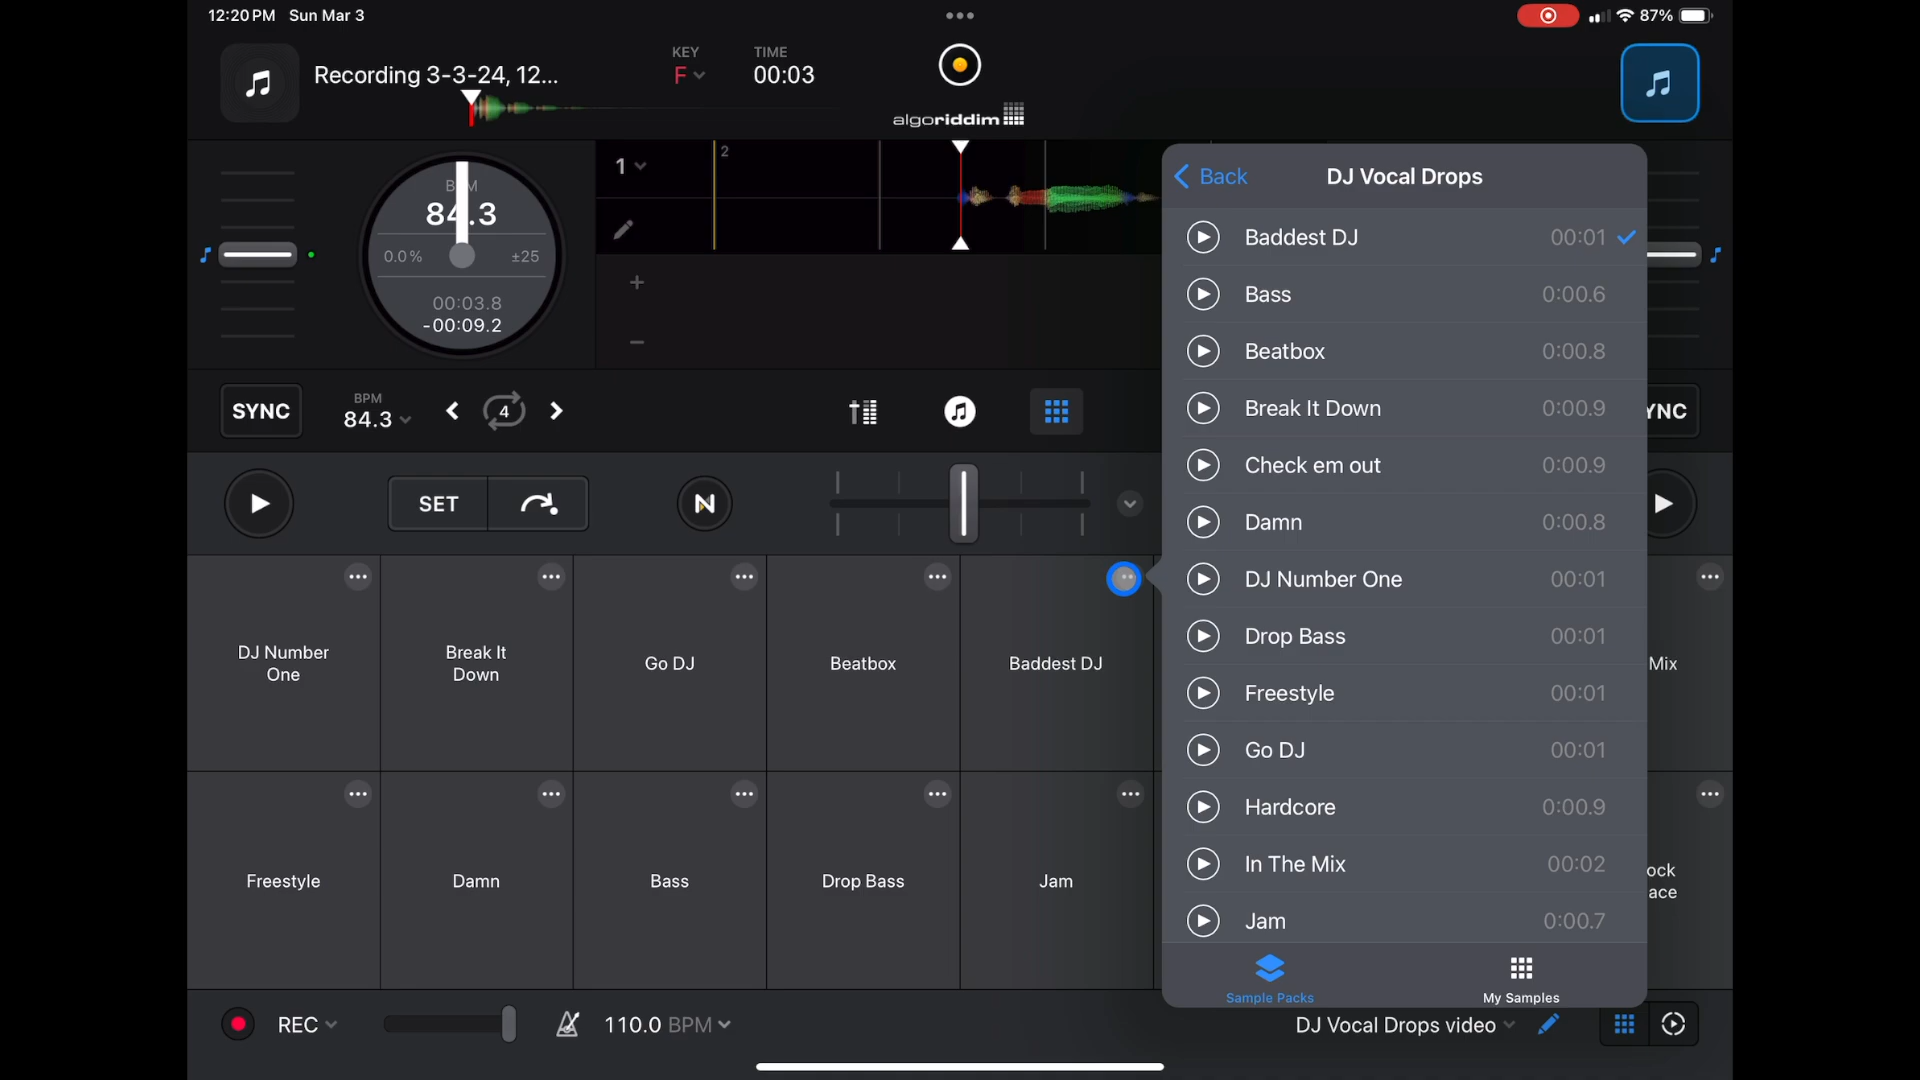 12:20 PM Sun Mar 3
87%
Recording 3-3-24, 12...
KEY
F
TIME
00:03
algoriddim
BPM
84.3
0.0%
±25
00:03.8
-00:09.2
1
2
SYNC
BPM
84.3
4
SET
N
Back
DJ Vocal Drops
Baddest DJ 00:01
Bass 0:00.6
Beatbox 0:00.8
Break It Down 0:00.9
Check em out 0:00.9
Damn 0:00.8
DJ Number One 00:01
Drop Bass 00:01
Freestyle 00:01
Go DJ 00:01
Hardcore 0:00.9
In The Mix 00:02
Jam 0:00.7
Sample Packs
My Samples
YNC
DJ Number
One
Break It
Down
Go DJ
Beatbox
Baddest DJ
Mix
Freestyle
Damn
Bass
Drop Bass
Jam
ock
ace
REC
110.0 BPM
DJ Vocal Drops video